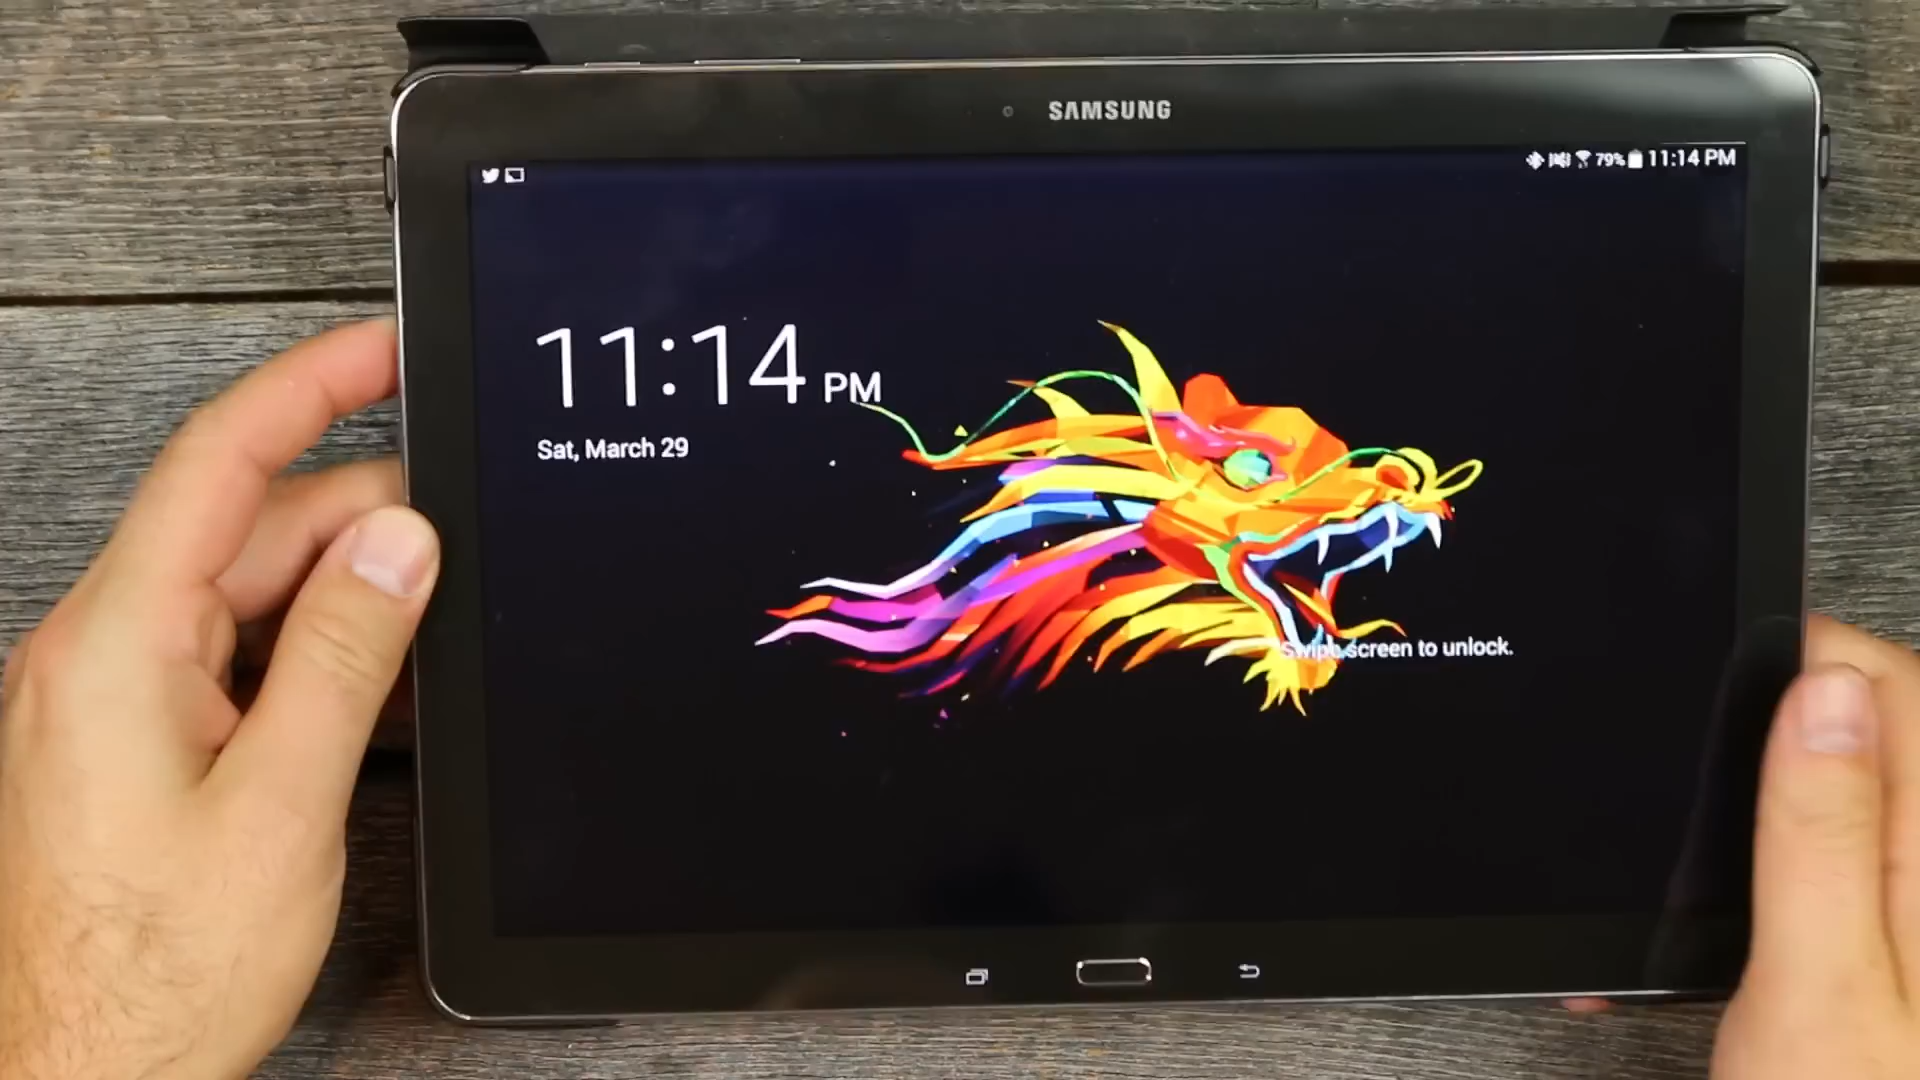 SAMSUNG
79% 11:14 PM
11:14 PM
Sat, March 29
Swipe screen to unlock.